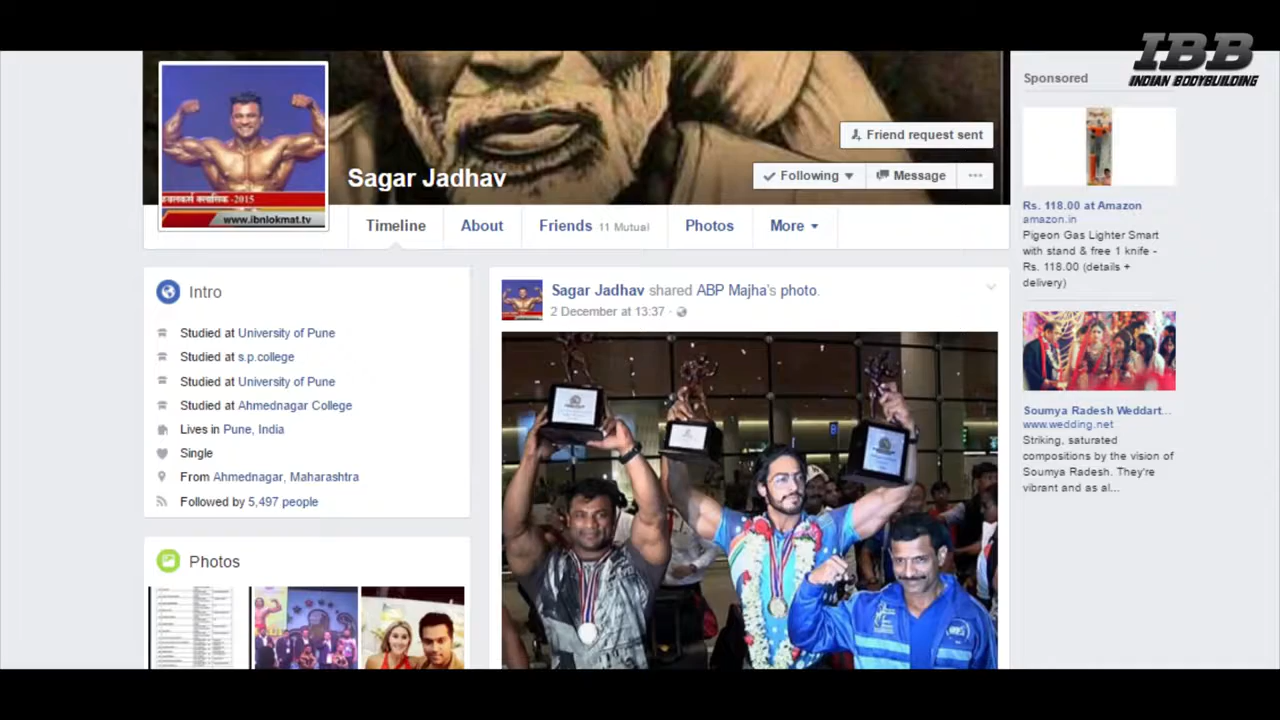 IBB
INDIAN BODYBUILDING
Sponsored
Friend request sent
Sagar Jadhav
Following
Message
क्लासिक -2015
www.ibnlokmat.tv
Timeline
About
Friends 11 Mutual
Photos
More
Rs. 118.00 at Amazon
amazon.in
Pigeon Gas Lighter Smart
with stand & free 1 knife -
Rs. 118.00 (details +
delivery)
Intro
Studied at University of Pune
Studied at s.p.college
Studied at University of Pune
Studied at Ahmednagar College
Lives in Pune, India
Single
From Ahmednagar, Maharashtra
Followed by 5,497 people
Photos
Sagar Jadhav shared ABP Majha's photo.
2 December at 13:37 ·
Soumya Radesh Weddart...
www.wedding.net
Striking, saturated
compositions by the vision of
Soumya Radesh. They're
vibrant and as al...